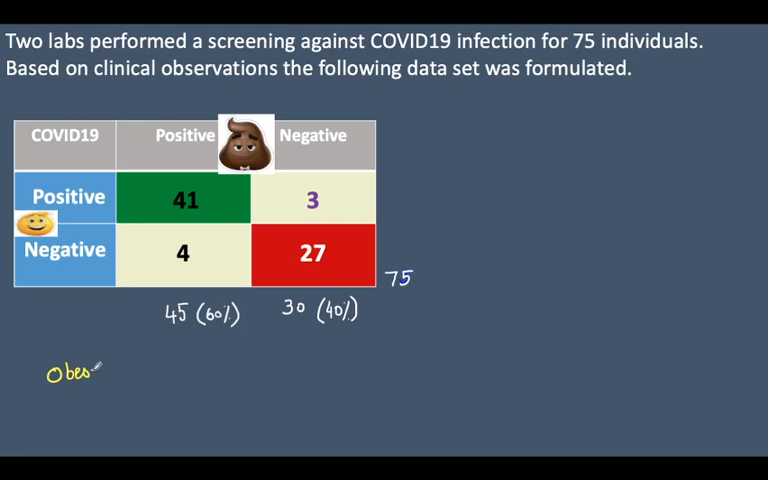 Two labs performed a screening against COVID19 infection for 75 individuals.
Based on clinical observations the following data set was formulated.
COVID19 Positive Negative
Positive 41 3
Negative 4 27
75
45 (60%) 30 (40%)
Obes